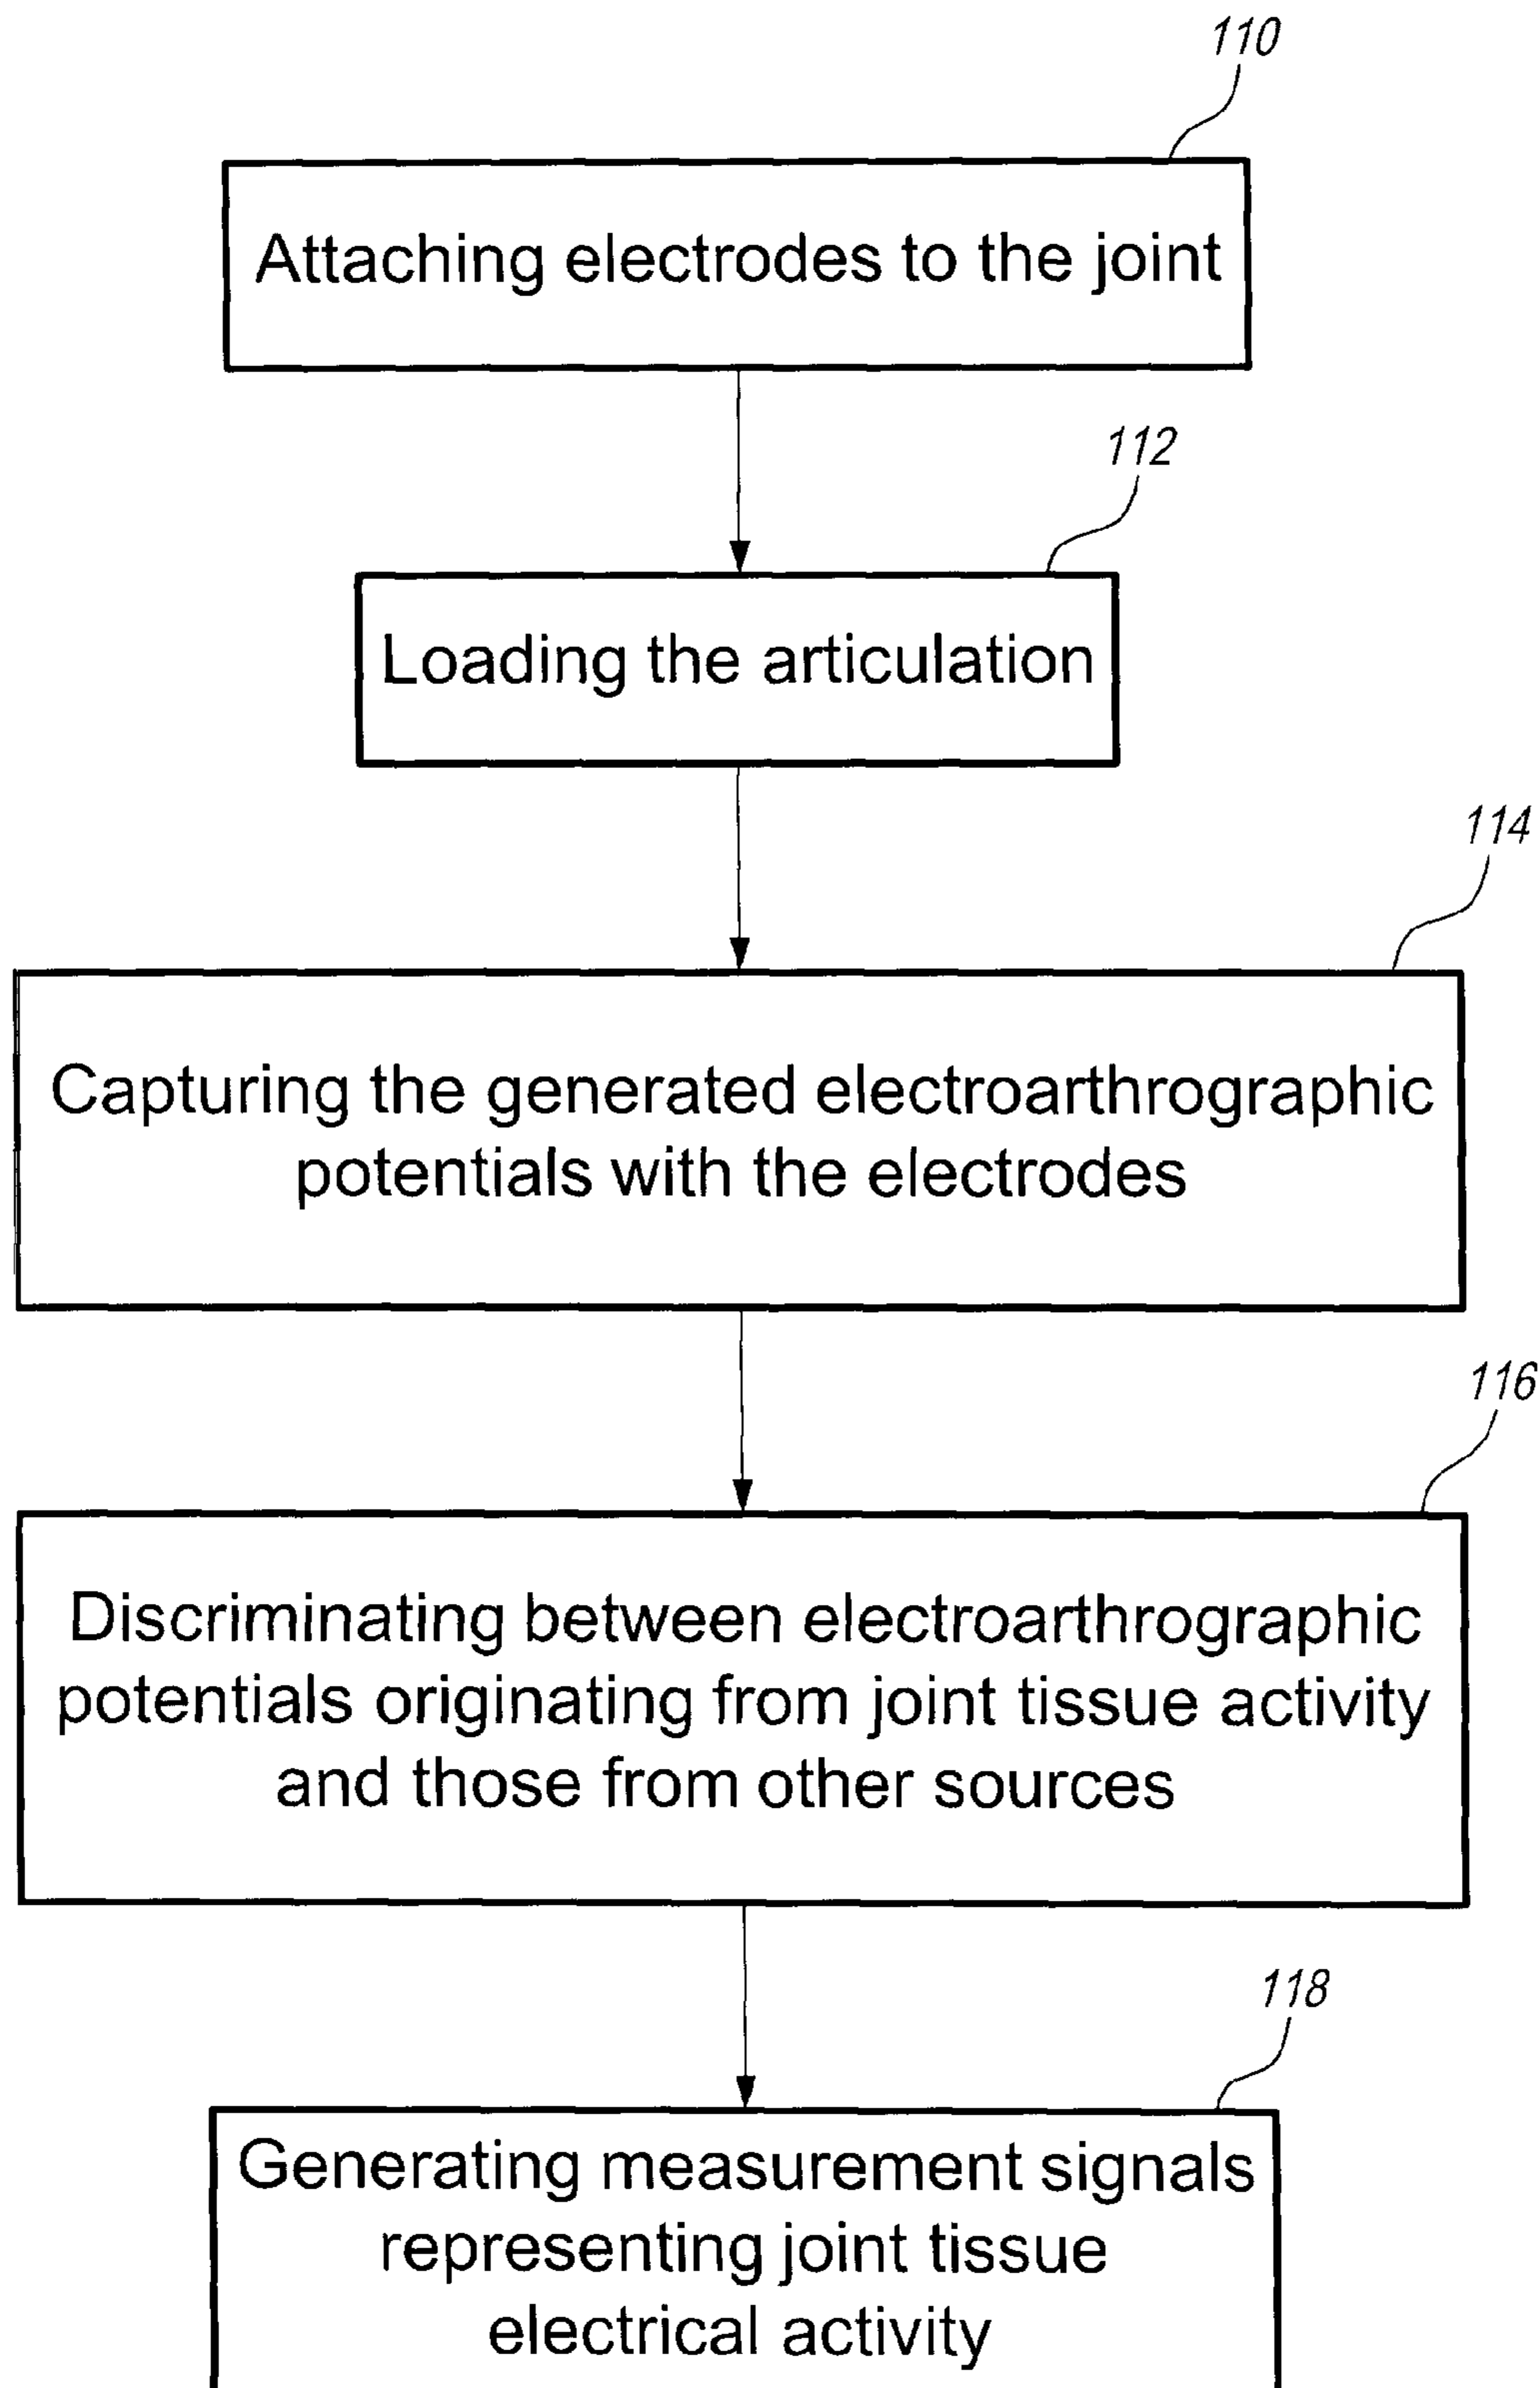 110
Attaching electrodes to the joint
112
Loading the articulation
114
Capturing the generated electroarthrographic
potentials with the electrodes
116
Discriminating between electroarthrographic
potentials originating from joint tissue activity
and those from other sources
118
Generating measurement signals
representing joint tissue
electrical activity